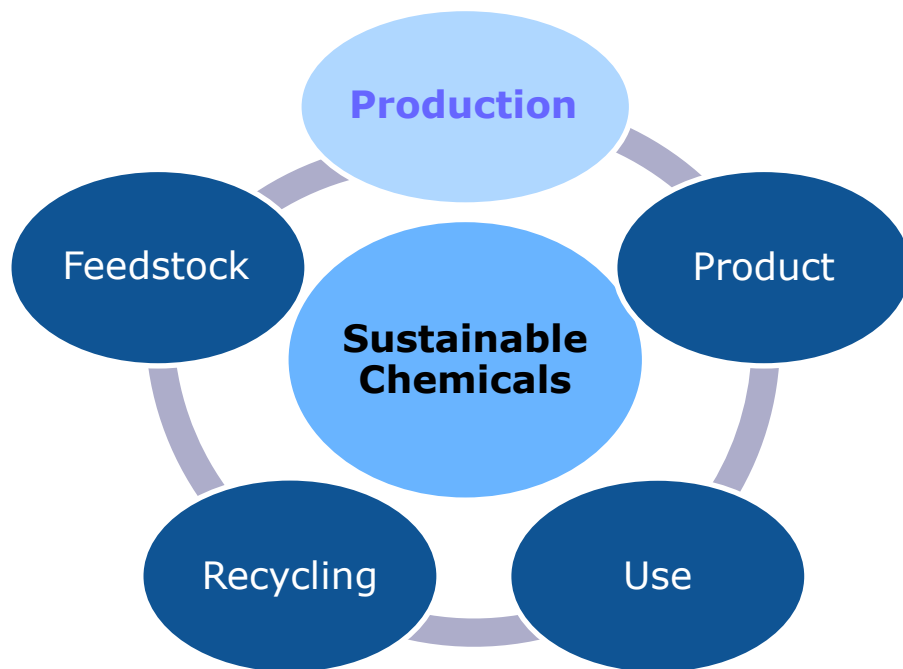 Production
Feedstock
Product
Sustainable
Chemicals
Recycling
Use